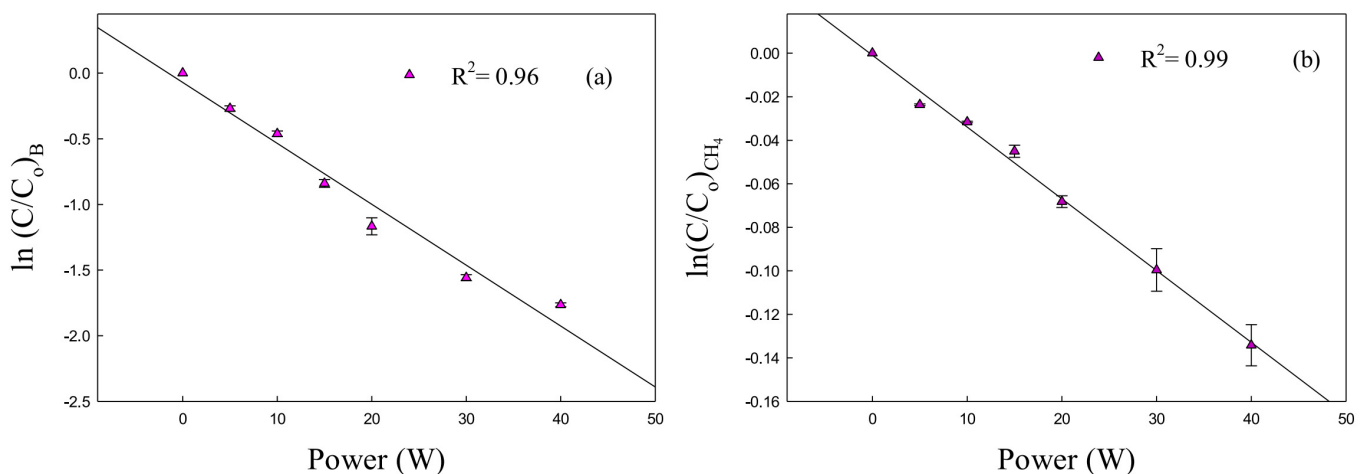 R²= 0.96 (a)
0.0
-0.5
-1.0
-1.5
-2.0
-2.5
ln (C/Cₒ)B
0 10 20 30 40 50
Power (W)
R²= 0.99 (b)
0.00
-0.02
-0.04
-0.06
-0.08
-0.10
-0.12
-0.14
-0.16
ln(C/Cₒ)CH₄
0 10 20 30 40 50
Power (W)